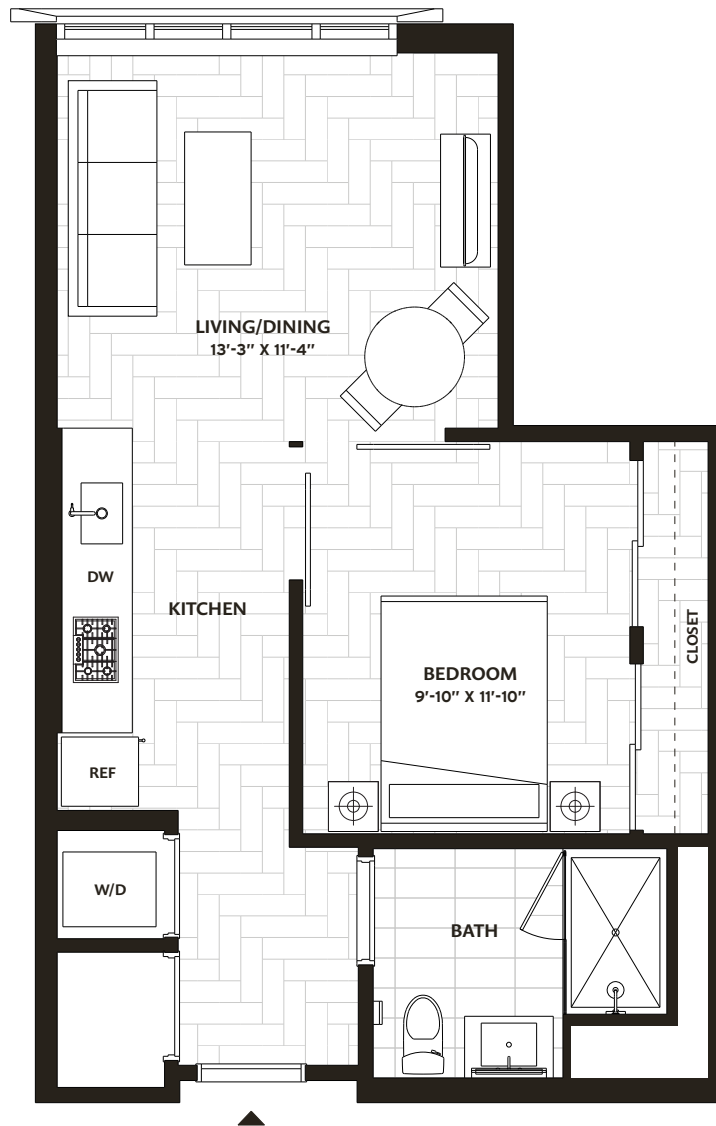 LIVING/DINING
13'-3" X 11'-4"
DW
KITCHEN
CLOSET
BEDROOM
9'-10" X 11'-10"
REF
W/D
BATH